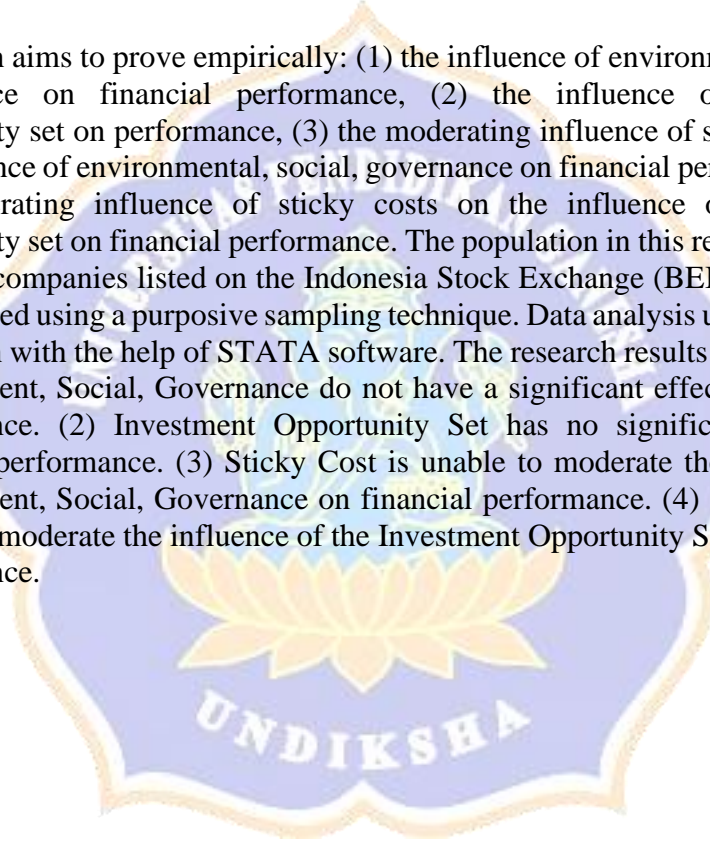 n aims to prove empirically: (1) the influence of environm
ce on financial performance, (2) the influence o
ty set on performance, (3) the moderating influence of s
nce of environmental, social, governance on financial per
rating influence of sticky costs on the influence o
ty set on financial performance. The population in this re
companies listed on the Indonesia Stock Exchange (BEI
ed using a purposive sampling technique. Data analysis u
n with the help of STATA software. The research results
ent, Social, Governance do not have a significant effec
nce. (2) Investment Opportunity Set has no signific
performance. (3) Sticky Cost is unable to moderate the
ent, Social, Governance on financial performance. (4)
moderate the influence of the Investment Opportunity S
nce.
UNIVERSITAS PENDIDIKAN GANESHA
UNDIKSHA